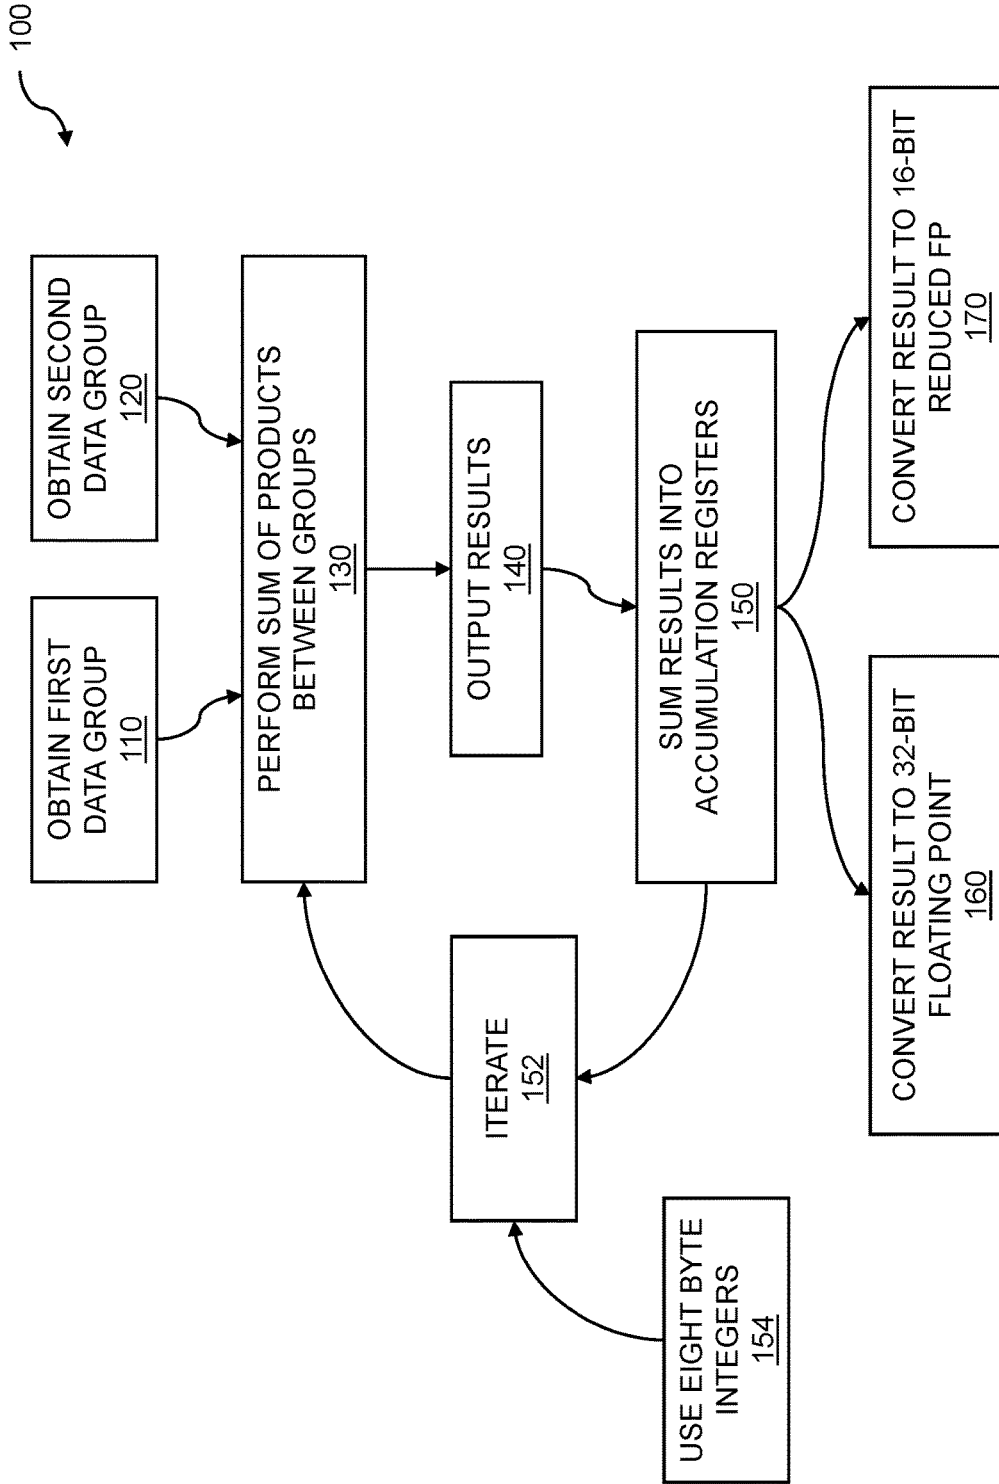 100
OBTAIN FIRST
DATA GROUP
110
OBTAIN SECOND
DATA GROUP
120
PERFORM SUM OF PRODUCTS
BETWEEN GROUPS
130
OUTPUT RESULTS
140
ITERATE
152
USE EIGHT BYTE
INTEGERS
154
SUM RESULTS INTO
ACCUMULATION REGISTERS
150
CONVERT RESULT TO 32-BIT
FLOATING POINT
160
CONVERT RESULT TO 16-BIT
REDUCED FP
170